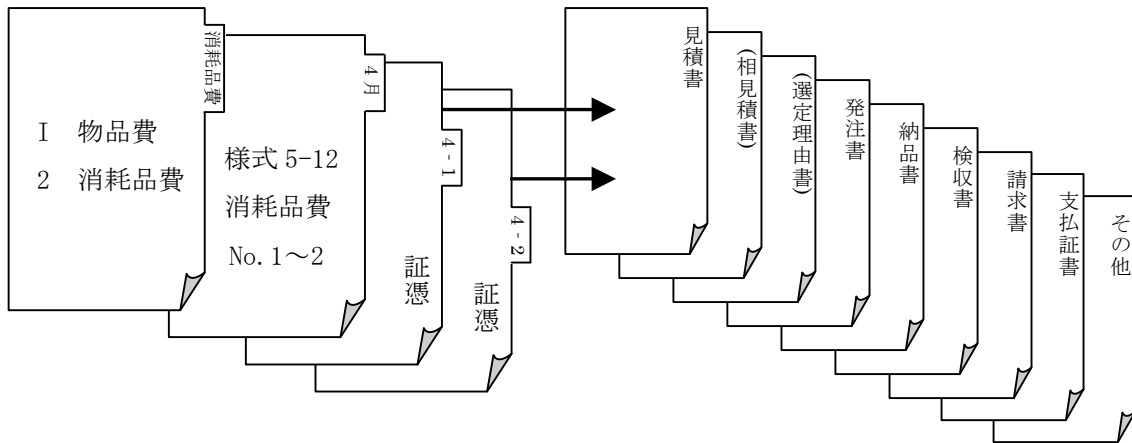 I 物品費
2 消耗品費
消耗品費
様式 5-12
消耗品費
No.1～2
4月
4-1
証憑
4-2
証憑
見積書
(相見積書)
(選定理由書)
発注書
納品書
検収書
請求書
支払証書
その他